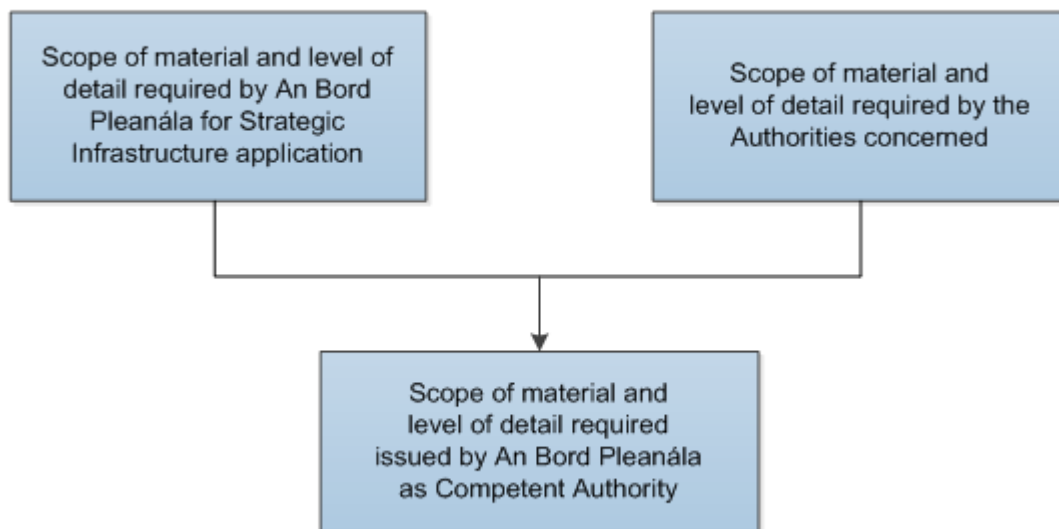 Scope of material and level of
detail required by An Bord
Pleanála for Strategic
Infrastructure application
Scope of material and
level of detail required by the
Authorities concerned
Scope of material and
level of detail required
issued by An Bord Pleanála
as Competent Authority